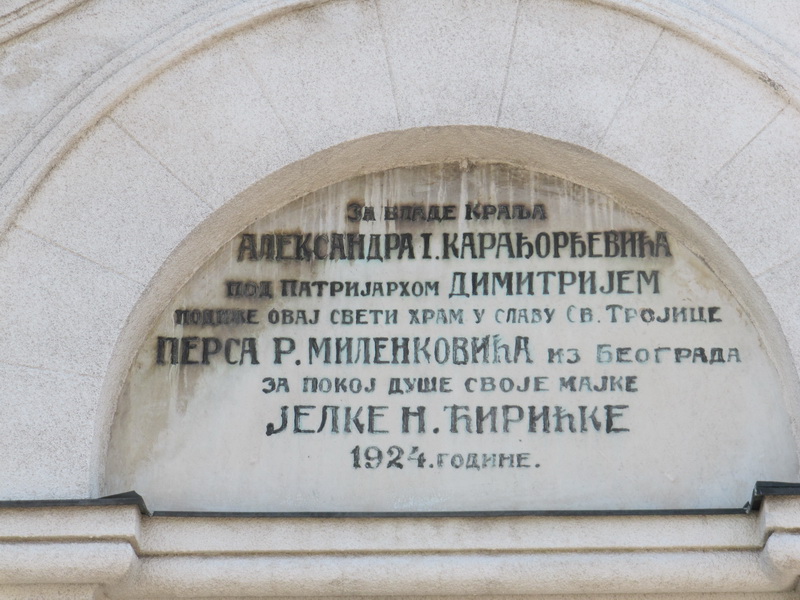 За владе Краља
АЛЕКСАНДРА I. КАРАЂОРЂЕВИЋА
под Патријархом ДИМИТРИЈЕМ
подиже овај свети храм у славу Св. Тројице
ПЕРСА Р. МИЛЕНКОВИЋА из Београда
за покој душе своје мајке
ЈЕЛКЕ Н. ЋИРИЋКЕ
1924. године.